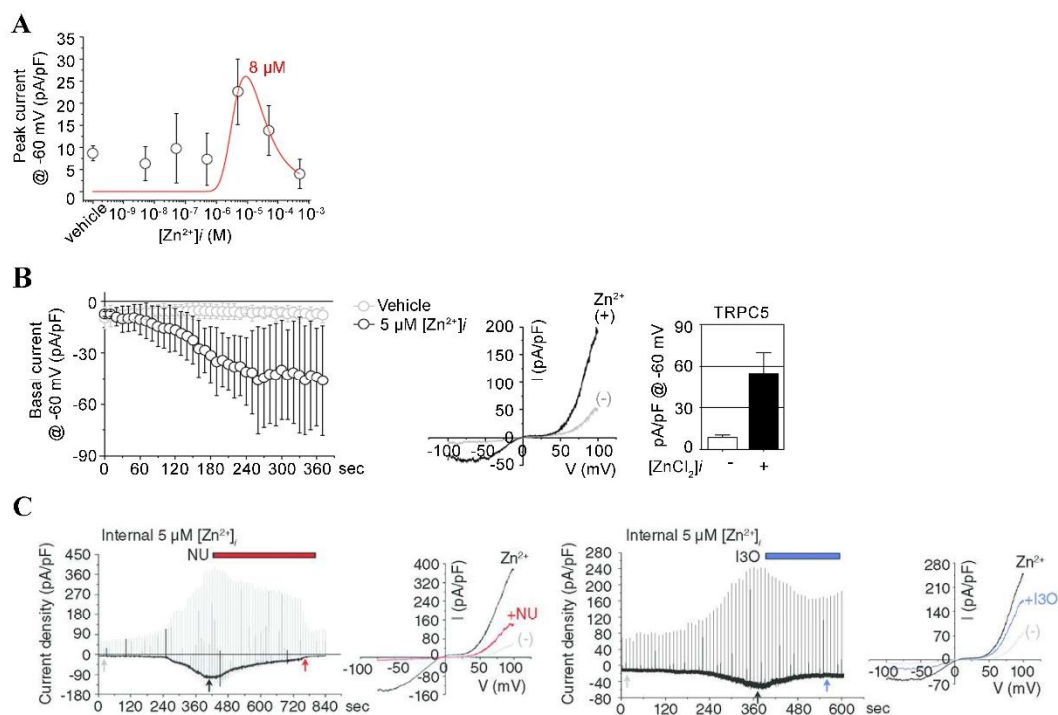 A
Peak current
@ -60 mV (pA/pF)
35
30
25
20
15
10
5
0
8 µM
vehicle
10⁻⁹ 10⁻⁸ 10⁻⁷ 10⁻⁶ 10⁻⁵ 10⁻⁴ 10⁻³
[Zn²⁺]i (M)
B
Basal current
@ -60 mV (pA/pF)
0
-30
-60
-90
0 60 120 180 240 300 360 sec
Vehicle
5 µM [Zn²⁺]i
I (pA/pF)
200
150
100
50
0
-50
Zn²⁺
(+)
(-)
-100 -50 0 50 100
V (mV)
TRPC5
pA/pF @ -60 mV
90
60
30
0
[ZnCl₂]i - +
C
Internal 5 µM [Zn²⁺]i
NU
Current density (pA/pF)
450
360
270
180
90
0
-90
-180
0 120 240 360 480 600 720 840 sec
I (pA/pF)
400
320
240
160
80
0
-80
-160
Zn²⁺
+NU
(-)
-100 -50 0 50 100
V (mV)
Internal 5 µM [Zn²⁺]i
I3O
Current density (pA/pF)
280
240
200
160
120
80
40
0
-40
-80
0 120 240 360 480 600 sec
I (pA/pF)
280
210
140
70
0
-70
Zn²⁺
+I3O
(-)
-100 -50 0 50 100
V (mV)